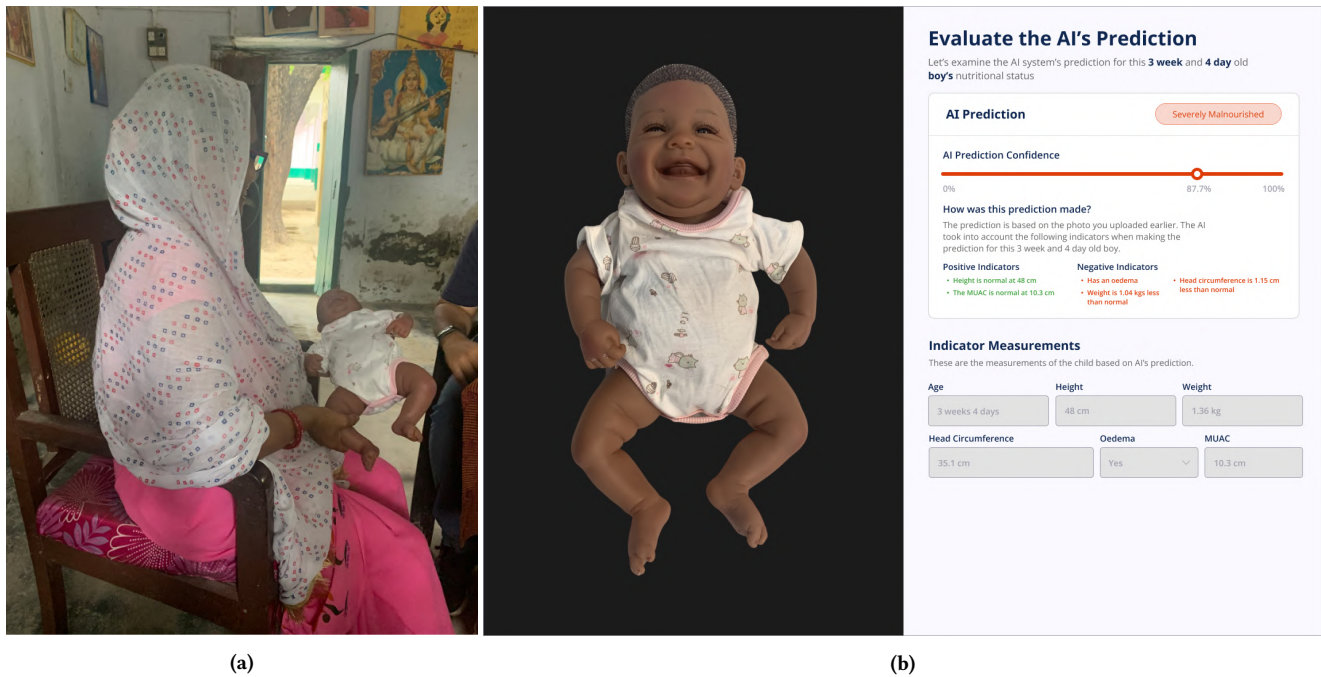 Evaluate the AI's Prediction
Let's examine the AI system's prediction for this 3 week and 4 day old
boy's nutritional status
AI Prediction
Severely Malnourished
AI Prediction Confidence
0%
87.7%
100%
How was this prediction made?
The prediction is based on the photo you uploaded earlier. The AI
took into account the following indicators when making the
prediction for this 3 week and 4 day old boy.
Positive Indicators
• Height is normal at 48 cm
• The MUAC is normal at 10.3 cm
Negative Indicators
• Has an oedema
• Weight is 1.04 kgs less
than normal
• Head circumference is 1.15 cm
less than normal
Indicator Measurements
These are the measurements of the child based on AI's prediction.
Age
Height
Weight
3 weeks 4 days
48 cm
1.36 kg
Head Circumference
Oedema
MUAC
35.1 cm
Yes
10.3 cm
(a)
(b)